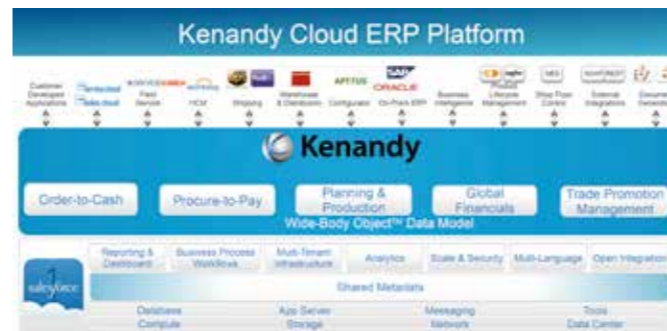 Kenandy Cloud ERP Platform
SAP
APTTUS
ORACLE
Customer Developed Applications
Field Service
HCM
Shipping
Warehouse & Distribution
Configurator
On-Prem ERP
Business Intelligence
Product Lifecycle Management
MES
Shop Floor Control
External Integrations
Kenandy
Order-to-Cash
Procure-to-Pay
Planning &
Production
Global
Financials
Trade Promotion
Management
Wide-Body Object™ Data Model
salesforce
Reporting &
Dashboard
Business Process
Workflows
Multi-Tenant
Infrastructure
Analytics
Scale & Security
Multi-Language
Open Integration
Shared Metadata
Database
App Server
Messaging
Tools
Compute
Storage
Network
Data Center